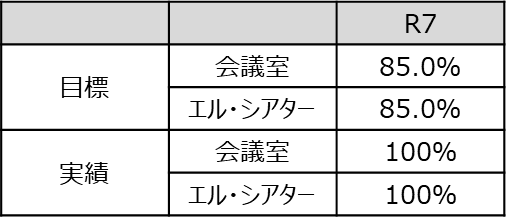 R7
目標 会議室 85.0%
エル・シアター 85.0%
実績 会議室 100%
エル・シアター 100%